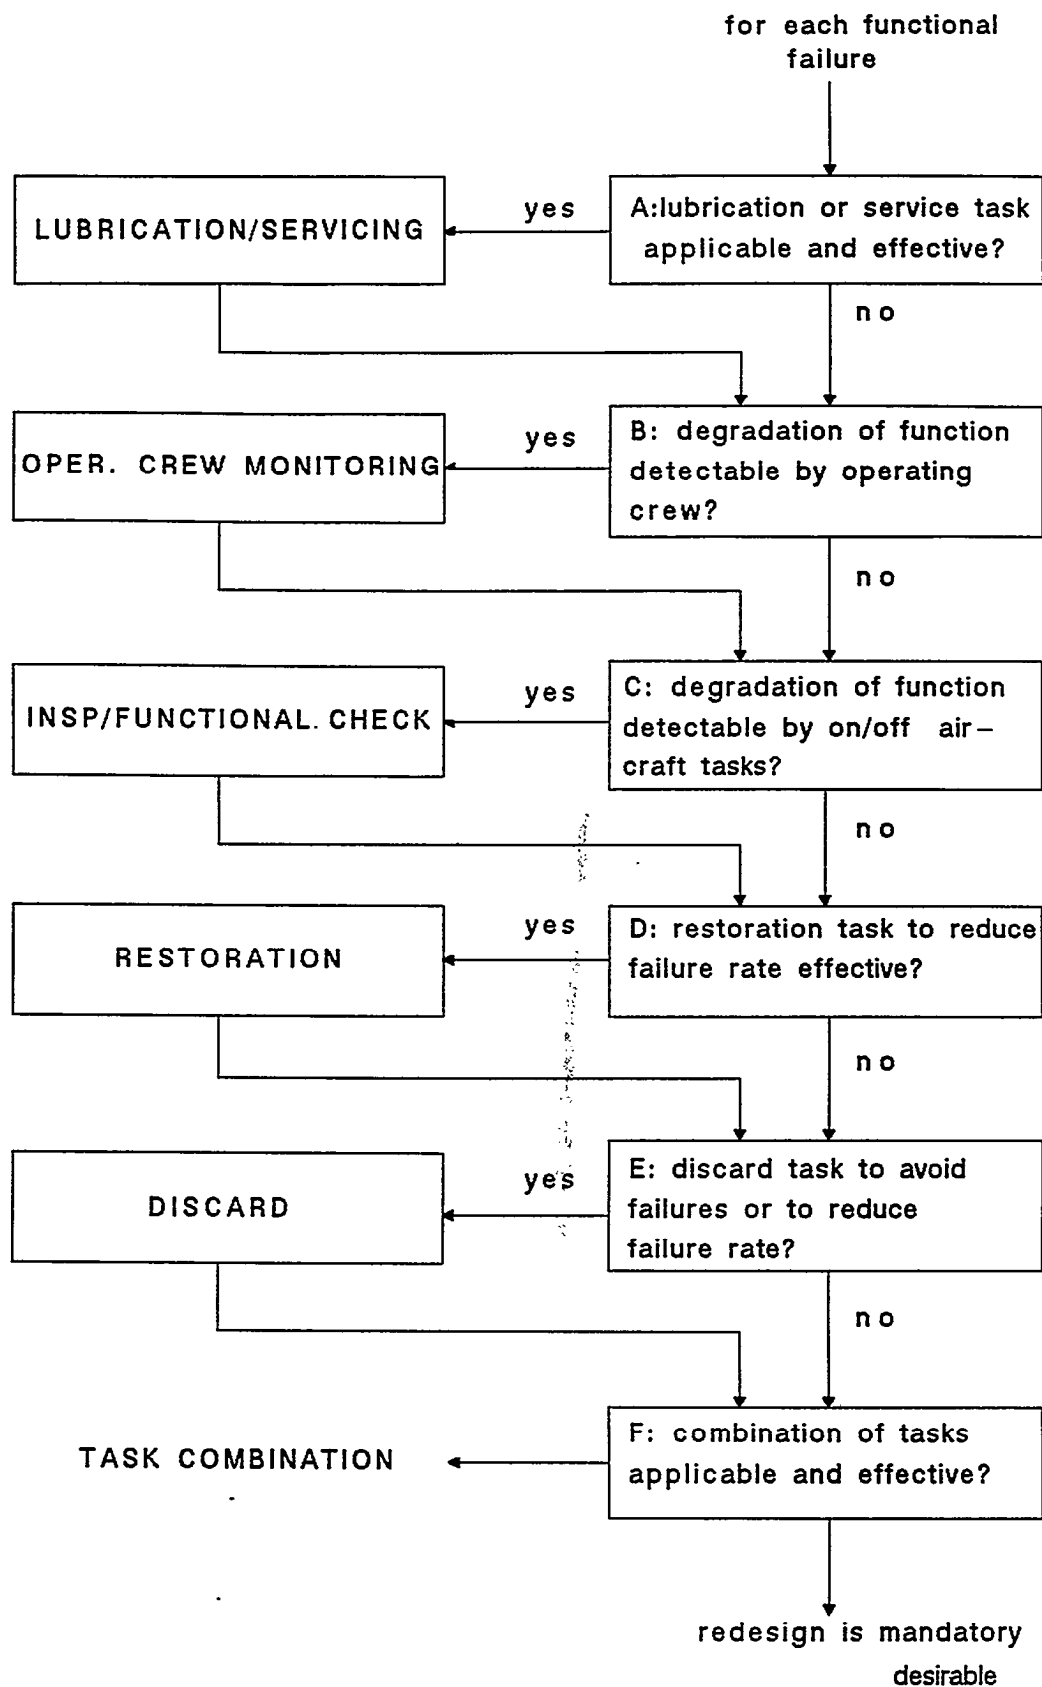 for each functional
failure
A:lubrication or service task
applicable and effective?
yes
LUBRICATION/SERVICING
no
B: degradation of function
detectable by operating
crew?
yes
OPER. CREW MONITORING
no
C: degradation of function
detectable by on/off air-
craft tasks?
yes
INSP/FUNCTIONAL. CHECK
no
D: restoration task to reduce
failure rate effective?
yes
RESTORATION
no
E: discard task to avoid
failures or to reduce
failure rate?
yes
DISCARD
no
F: combination of tasks
applicable and effective?
TASK COMBINATION
redesign is mandatory
desirable